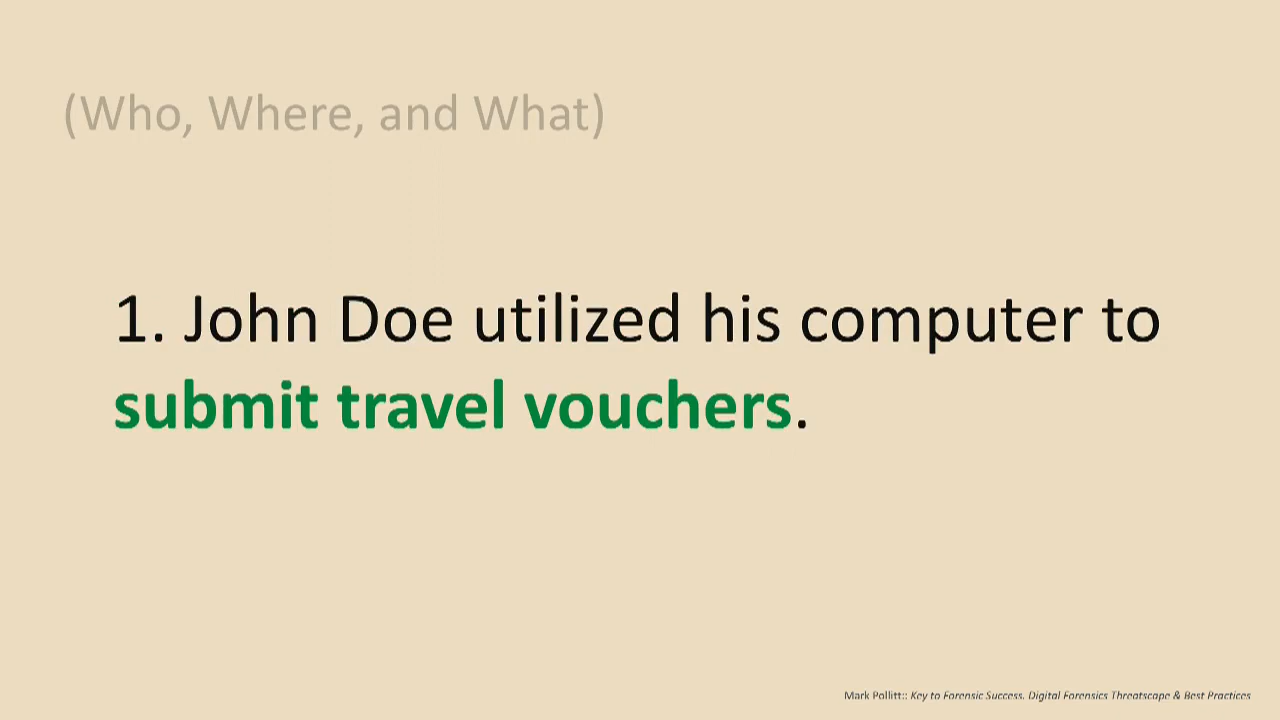 (Who, Where, and What)
1. John Doe utilized his computer to
submit travel vouchers.
Mark Pollitt:: Key to Forensic Success. Digital Forensics Threatscape & Best Practices